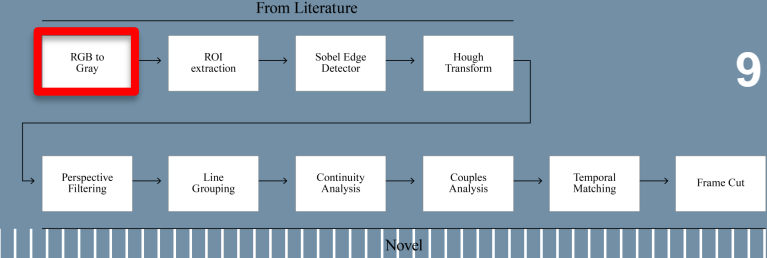 From Literature
RGB to
Gray
ROI
extraction
Sobel Edge
Detector
Hough
Transform
9
Perspective
Filtering
Line
Grouping
Continuity
Analysis
Couples
Analysis
Temporal
Matching
Frame Cut
Novel